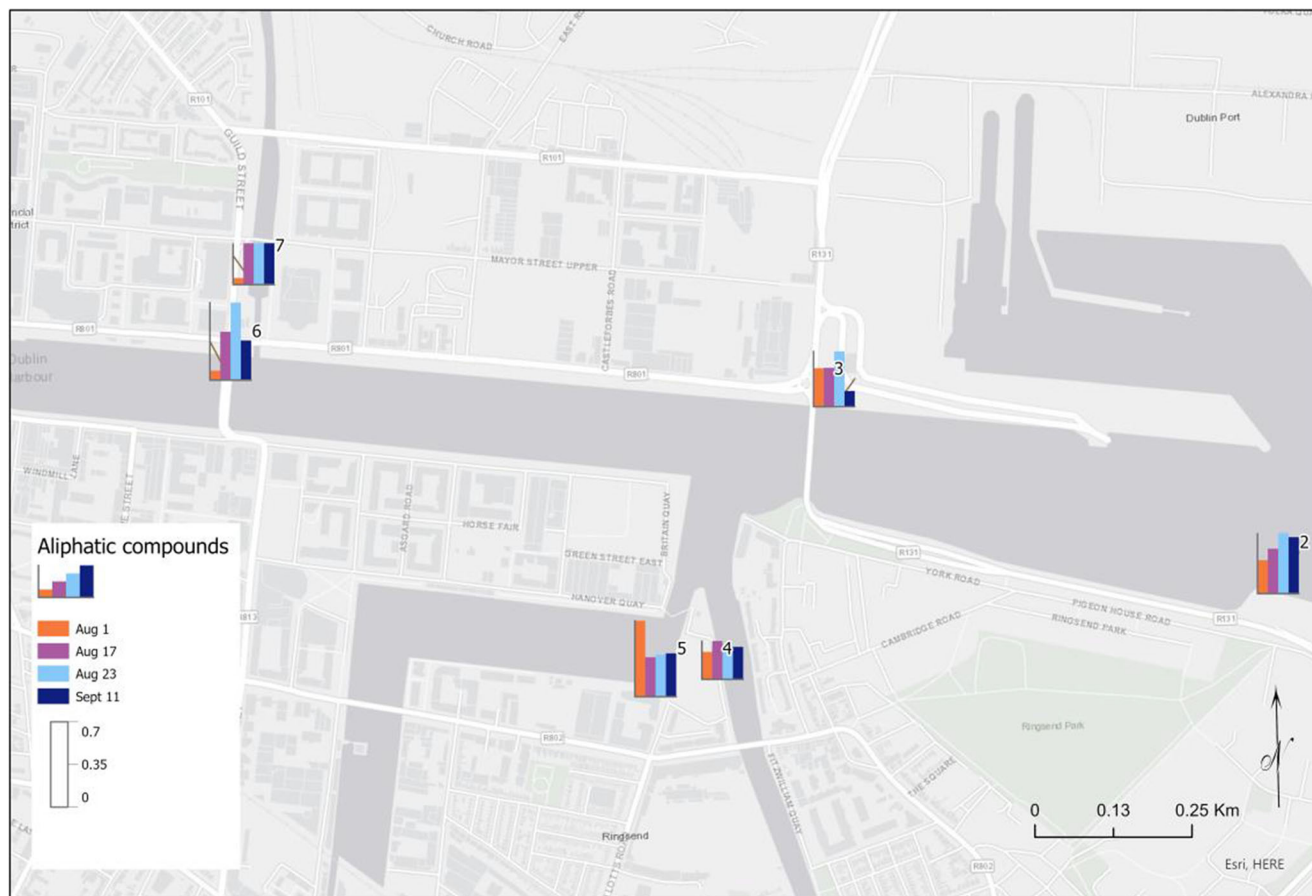 CHURCH ROAD
EAST RO
R101
ALEXANDRA
Dublin Port
GUILD STREET
R101
ncial
trict
7
MAYOR STREET UPPER
R131
CASTLEFORBES ROAD
6
R801
R801
R801
3
Dublin
arbour
WINDMILL LANE
E STREET
ASGARD ROAD
HORSE FAIR
BRITAIN QUAY
GREEN STREET EAST
HANOVER QUAY
R131
YORK ROAD
PIGEON HOUSE ROAD
RINGSEND PARK
R131
CAMBRIDGE ROAD
2
5
4
R813
Aliphatic compounds
Aug 1
Aug 17
Aug 23
Sept 11
0.7
0.35
0
R802
Ringsend Park
THE SQUARE
FITZWILLIAM QUAY
Ringsend
LOTTS RO
R802
N
0
0.13
0.25 Km
Esri, HERE